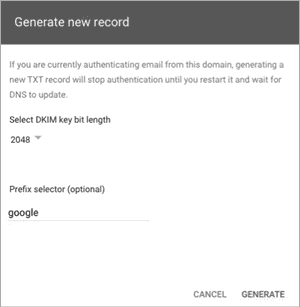 Generate new record
If you are currently authenticating email from this domain, generating a
new TXT record will stop authentication until you restart it and wait for
DNS to update.
Select DKIM key bit length
2048
Prefix selector (optional)
google
CANCEL GENERATE